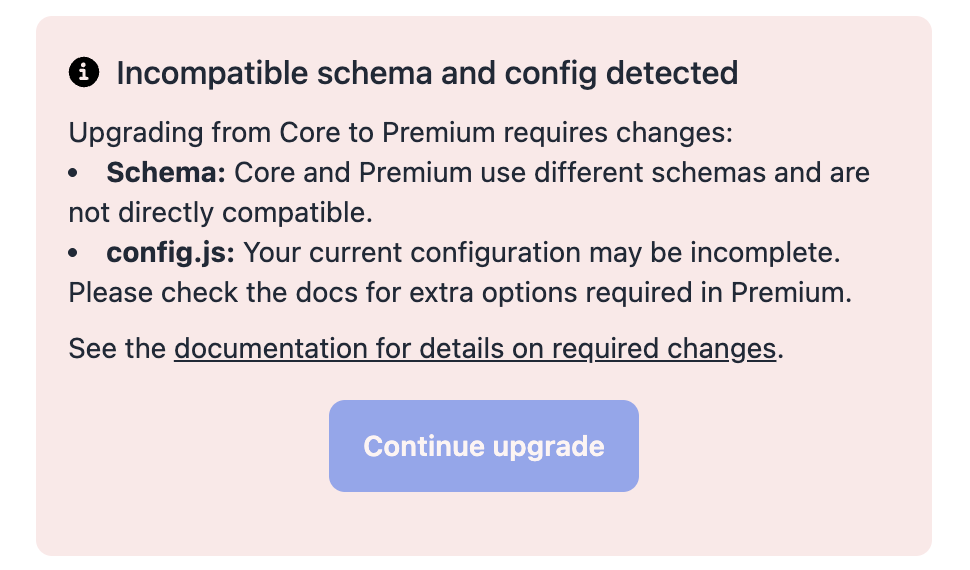 Incompatible schema and config detected
Upgrading from Core to Premium requires changes:
• Schema: Core and Premium use different schemas and are
not directly compatible.
• config.js: Your current configuration may be incomplete.
Please check the docs for extra options required in Premium.
See the documentation for details on required changes.
Continue upgrade